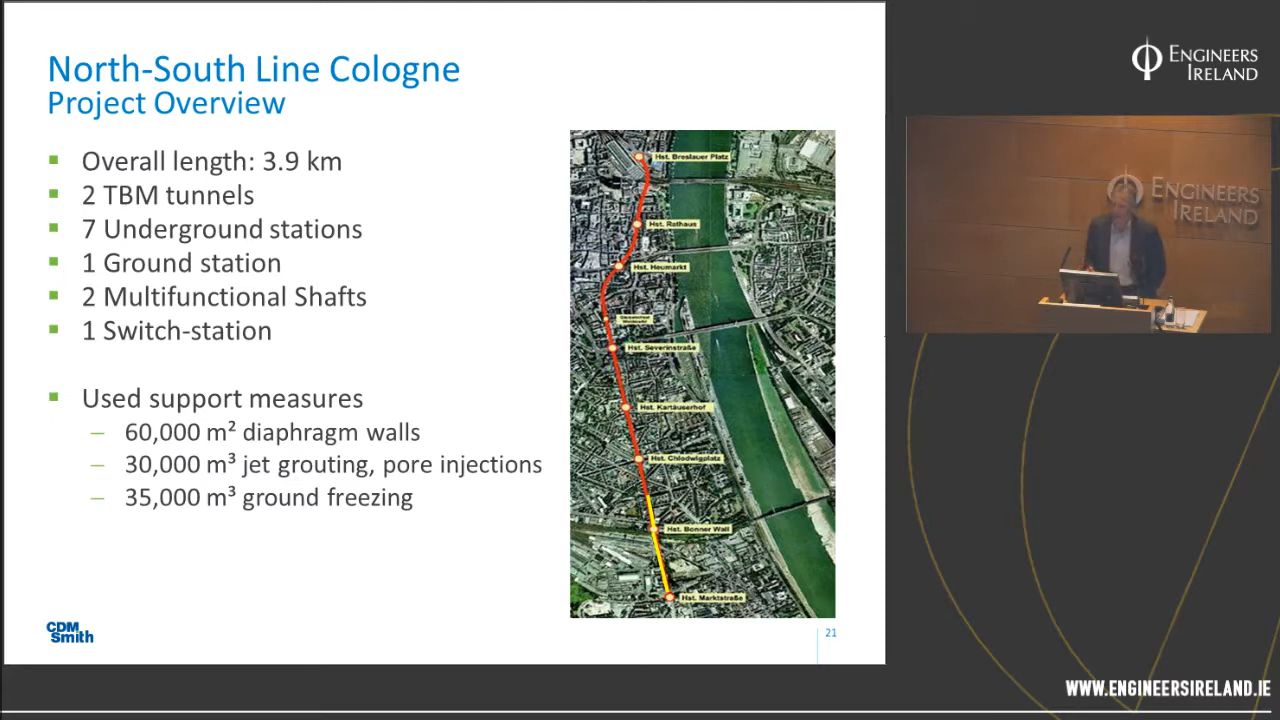 North-South Line Cologne
Project Overview
Overall length: 3.9 km
2 TBM tunnels
7 Underground stations
1 Ground station
2 Multifunctional Shafts
1 Switch-station
Used support measures
– 60,000 m² diaphragm walls
– 30,000 m³ jet grouting, pore injections
– 35,000 m³ ground freezing
Hst. Breslauer Platz
Hst. Rathaus
Hst. Heumarkt
Hst. Severinstraße
Hst. Kartäuserhof
Hst. Chlodwigplatz
Hst. Bonner Wall
Hst. Marktstraße
CDM
Smith
21
ENGINEERS
IRELAND
ENGINEERS
IRELAND
WWW.ENGINEERSIRELAND.IE